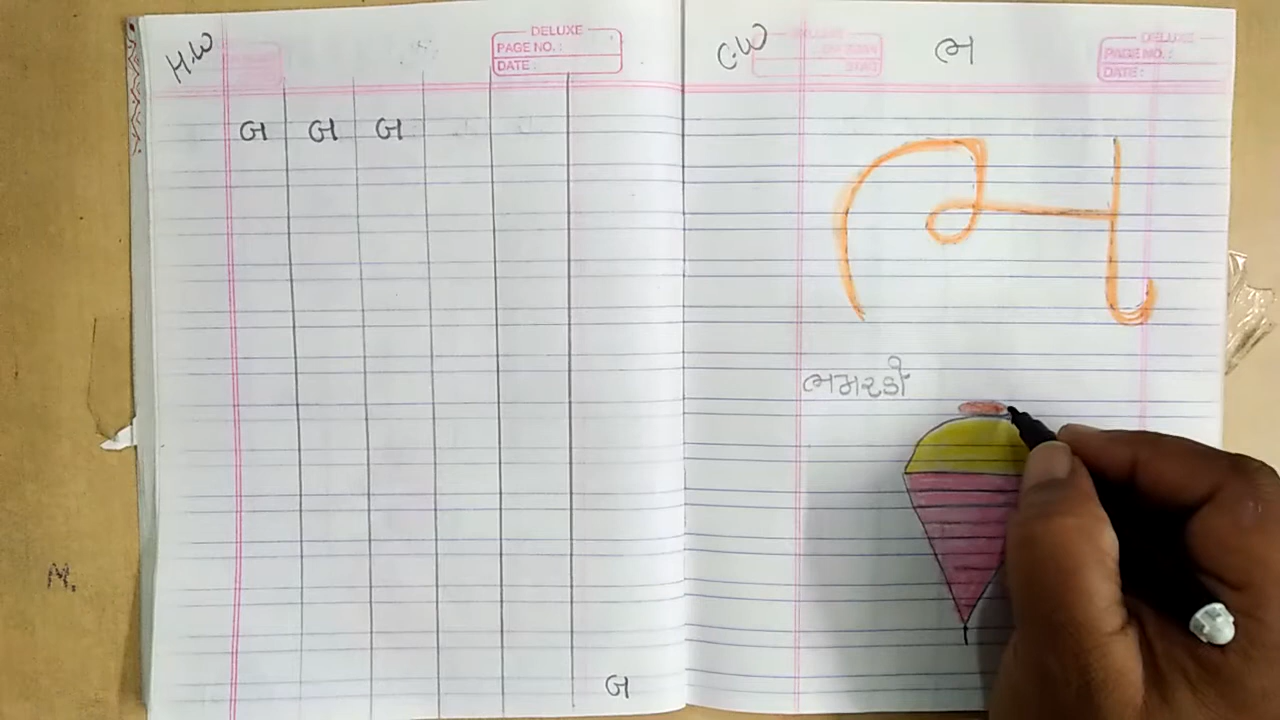 H.W
DELUXE
PAGE NO. :
DATE :
બ બ બ
બ
C.W
ભ
DELUXE
PAGE NO. :
DATE :
ભ
ભમરડો
M.